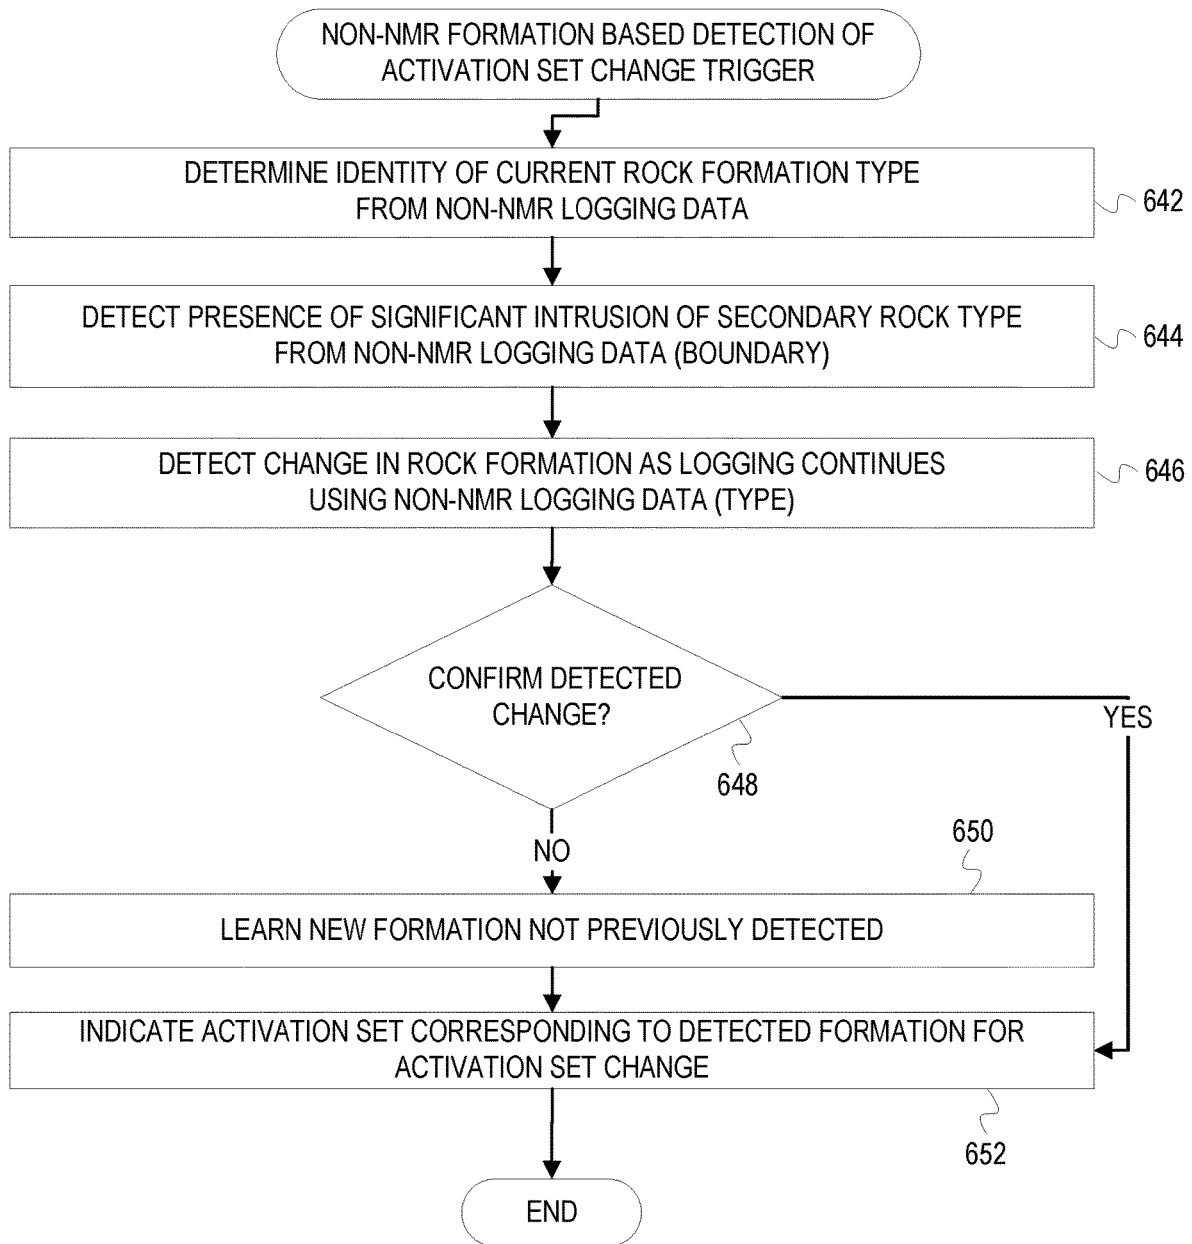 NON-NMR FORMATION BASED DETECTION OF
ACTIVATION SET CHANGE TRIGGER
DETERMINE IDENTITY OF CURRENT ROCK FORMATION TYPE
FROM NON-NMR LOGGING DATA
642
DETECT PRESENCE OF SIGNIFICANT INTRUSION OF SECONDARY ROCK TYPE
FROM NON-NMR LOGGING DATA (BOUNDARY)
644
DETECT CHANGE IN ROCK FORMATION AS LOGGING CONTINUES
USING NON-NMR LOGGING DATA (TYPE)
646
CONFIRM DETECTED
CHANGE?
YES
648
NO
650
LEARN NEW FORMATION NOT PREVIOUSLY DETECTED
INDICATE ACTIVATION SET CORRESPONDING TO DETECTED FORMATION FOR
ACTIVATION SET CHANGE
652
END